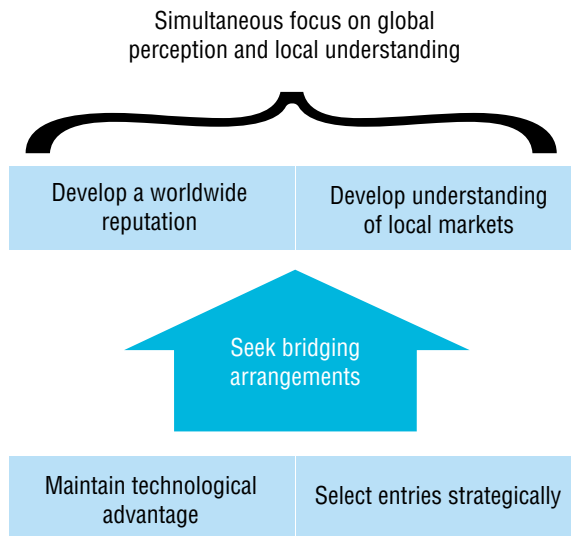 Simultaneous focus on global
perception and local understanding
Develop a worldwide
reputation
Develop understanding
of local markets
Seek bridging
arrangements
Maintain technological
advantage
Select entries strategically